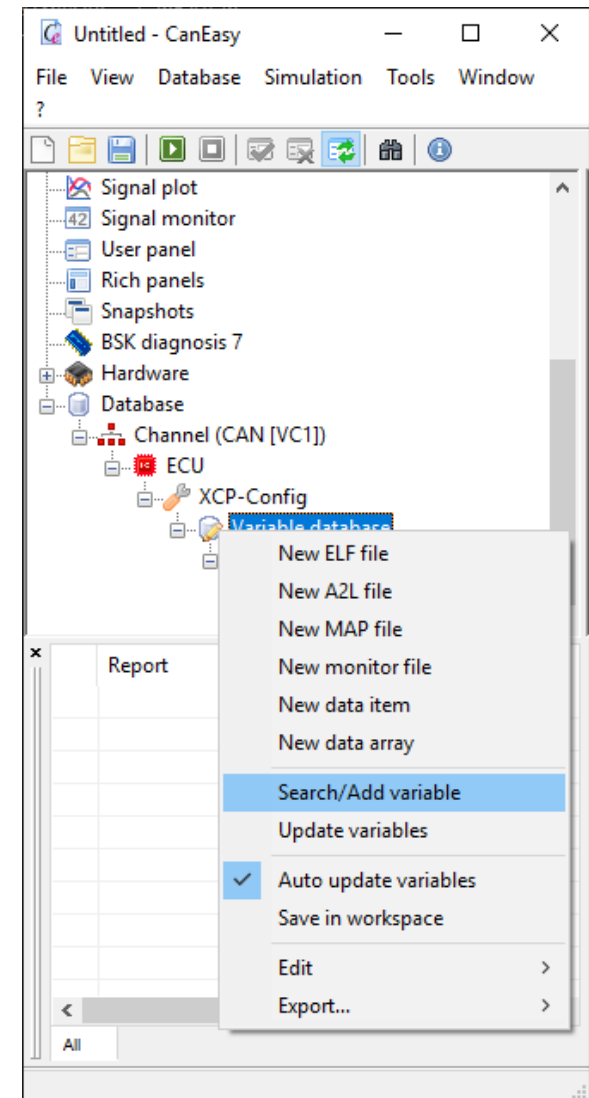 Untitled - CanEasy
File View Database Simulation Tools Window
?
Signal plot
42 Signal monitor
User panel
Rich panels
Snapshots
BSK diagnosis 7
Hardware
Database
Channel (CAN [VC1])
ECU
XCP-Config
Variable database
New ELF file
New A2L file
New MAP file
New monitor file
New data item
New data array
Search/Add variable
Update variables
Auto update variables
Save in workspace
Edit
Export...
Report
All